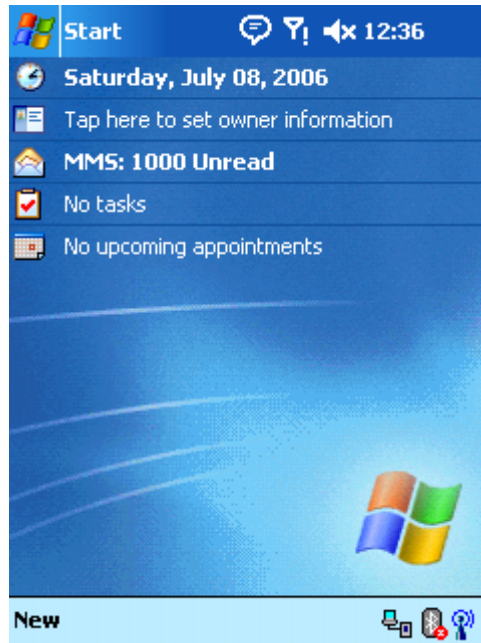 Start 12:36
Saturday, July 08, 2006
Tap here to set owner information
MMS: 1000 Unread
No tasks
No upcoming appointments
New